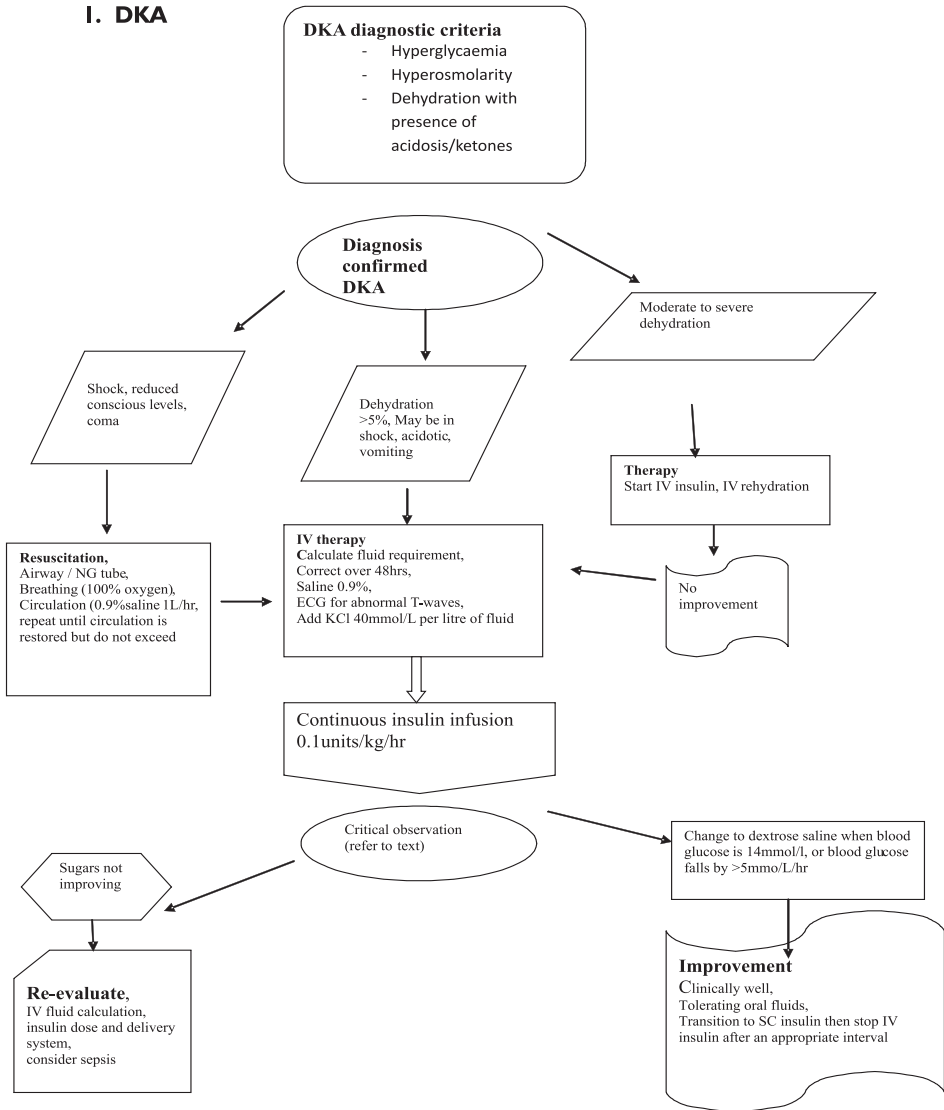 I. DKA
DKA diagnostic criteria
- Hyperglycaemia
- Hyperosmolarity
- Dehydration with
presence of
acidosis/ketones
Diagnosis
confirmed
DKA
Moderate to severe
dehydration
Shock, reduced
conscious levels,
coma
Dehydration
>5%, May be in
shock, acidotic,
vomiting
Therapy
Start IV insulin, IV rehydration
Resuscitation,
Airway / NG tube,
Breathing (100% oxygen),
Circulation (0.9%saline 1L/hr,
repeat until circulation is
restored but do not exceed
IV therapy
Calculate fluid requirement,
Correct over 48hrs,
Saline 0.9%,
ECG for abnormal T-waves,
Add KCl 40mmol/L per litre of fluid
No
improvement
Continuous insulin infusion
0.1units/kg/hr
Critical observation
(refer to text)
Change to dextrose saline when blood
glucose is 14mmol/l, or blood glucose
falls by >5mmo/L/hr
Sugars not
improving
Re-evaluate,
IV fluid calculation,
insulin dose and delivery
system,
consider sepsis
Improvement
Clinically well,
Tolerating oral fluids,
Transition to SC insulin then stop IV
insulin after an appropriate interval